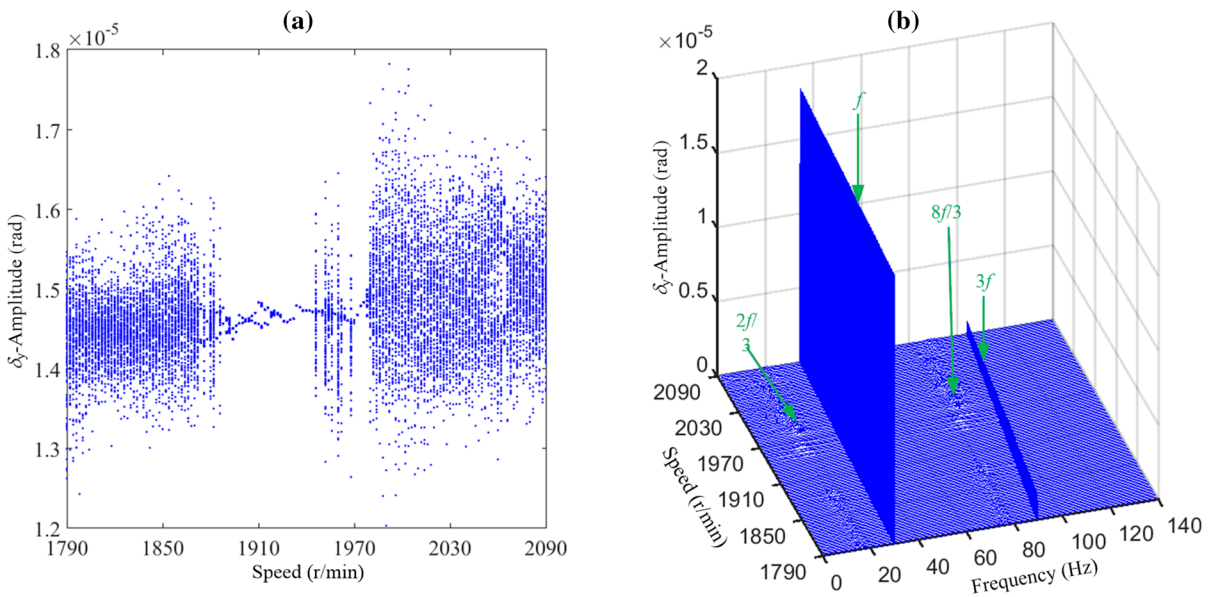 (a)
×10⁻⁵
1.8
1.7
1.6
1.5
1.4
1.3
1.2
δy-Amplitude (rad)
1790 1850 1910 1970 2030 2090
Speed (r/min)
(b)
×10⁻⁵
2
1.5
1
0.5
0
δy-Amplitude (rad)
f
8f/3
3f
2f/
3
2090
2030
1970
1910
1850
1790
Speed (r/min)
0 20 40 60 80 100 120 140
Frequency (Hz)